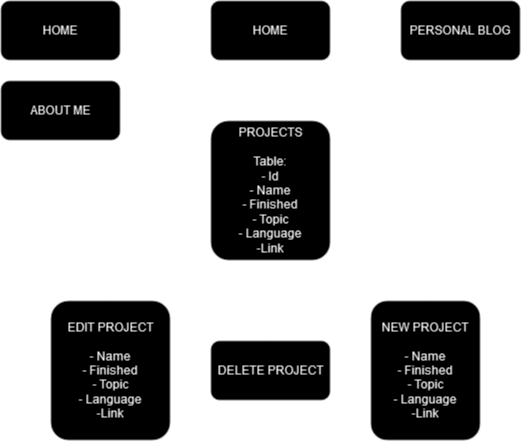 HOME
HOME
PERSONAL BLOG
ABOUT ME
PROJECTS
Table:
- Id
- Name
- Finished
- Topic
- Language
-Link
EDIT PROJECT
- Name
- Finished
- Topic
- Language
-Link
DELETE PROJECT
NEW PROJECT
- Name
- Finished
- Topic
- Language
-Link